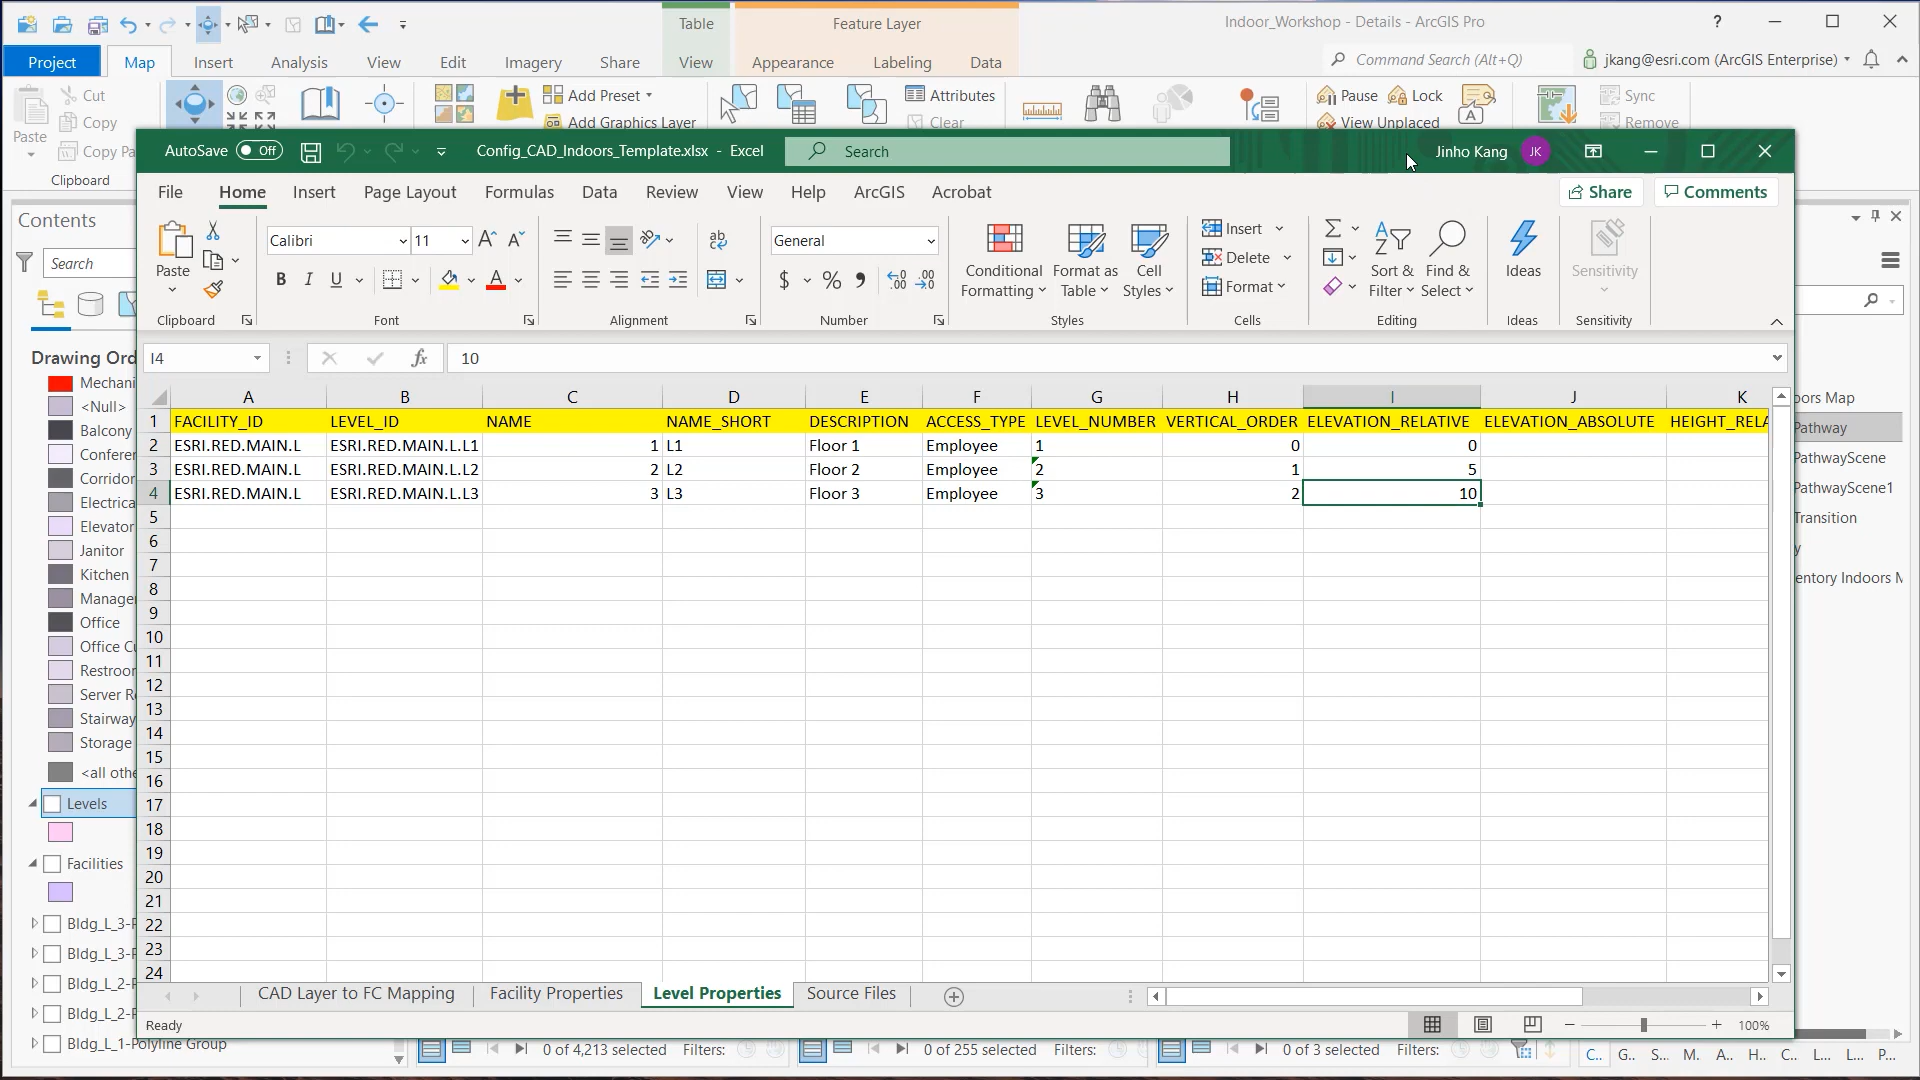 Table
Feature Layer
Indoor_Workshop - Details - ArcGIS Pro
?
Project
Map
Insert
Analysis
View
Edit
Imagery
Share
View
Appearance
Labeling
Data
Command Search (Alt+Q)
jkang@esri.com (ArcGIS Enterprise)
Paste
Cut
Copy
Copy Pa
Clipboard
Add Preset
Add Graphics Layer
Attributes
Clear
Pause
Lock
View Unplaced
Sync
Remove
AutoSave
Off
Config_CAD_Indoors_Template.xlsx - Excel
Search
Jinho Kang
JK
File
Home
Insert
Page Layout
Formulas
Data
Review
View
Help
ArcGIS
Acrobat
Share
Comments
Paste
Clipboard
Calibri
11
B I U
Font
ab
Alignment
General
$ % 9
Number
Conditional Formatting
Format as Table
Cell Styles
Styles
Insert
Delete
Format
Cells
Sort & Filter
Find & Select
Editing
Ideas
Ideas
Sensitivity
Sensitivity
I4
fx
10
A B C D E F G H I J K
1 FACILITY_ID LEVEL_ID NAME NAME_SHORT DESCRIPTION ACCESS_TYPE LEVEL_NUMBER VERTICAL_ORDER ELEVATION_RELATIVE ELEVATION_ABSOLUTE HEIGHT_RELA
2 ESRI.RED.MAIN.L ESRI.RED.MAIN.L.L1 1 L1 Floor 1 Employee 1 0 0
3 ESRI.RED.MAIN.L ESRI.RED.MAIN.L.L2 2 L2 Floor 2 Employee 2 1 5
4 ESRI.RED.MAIN.L ESRI.RED.MAIN.L.L3 3 L3 Floor 3 Employee 3 2 10
5
6
7
8
9
10
11
12
13
14
15
16
17
18
19
20
21
22
23
24
CAD Layer to FC Mapping
Facility Properties
Level Properties
Source Files
Ready
100%
Contents
Search
Drawing Ord
Mechani
<Null>
Balcony
Conferen
Corridor
Electrica
Elevator
Janitor
Kitchen
Manager
Office
Office Cu
Restroor
Server Re
Stairway
Storage
<all othe
Levels
Facilities
Bldg_L_3-P
Bldg_L_3-P
Bldg_L_2-P
Bldg_L_2-P
Bldg_L_1-Polyline Group
oors Map
Pathway
PathwayScene
PathwayScene1
Transition
y
entory Indoors M
0 of 4,213 selected
Filters:
0 of 255 selected
Filters:
0 of 3 selected
Filters:
C.. G.. S... M. A.. H.. C.. L... L... P...